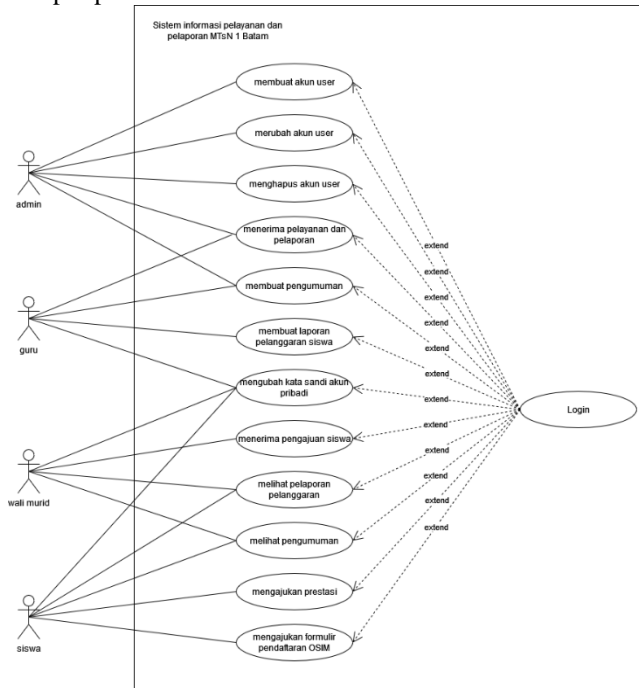 Sistem informasi pelayanan dan
pelaporan MTsN 1 Batam
membuat akun user
merubah akun user
menghapus akun user
admin
menerima pelayanan dan
pelaporan
extend
extend
membuat pengumuman
extend
extend
membuat laporan
pelanggaran siswa
guru
extend
mengubah kata sandi akun
pribadi
extend
extend
Login
menerima pengajuan siswa
extend
extend
melihat pelaporan
pelanggaran
wali murid
extend
extend
melihat pengumuman
extend
mengajukan prestasi
mengajukan formulir
pendaftaran OSIM
siswa